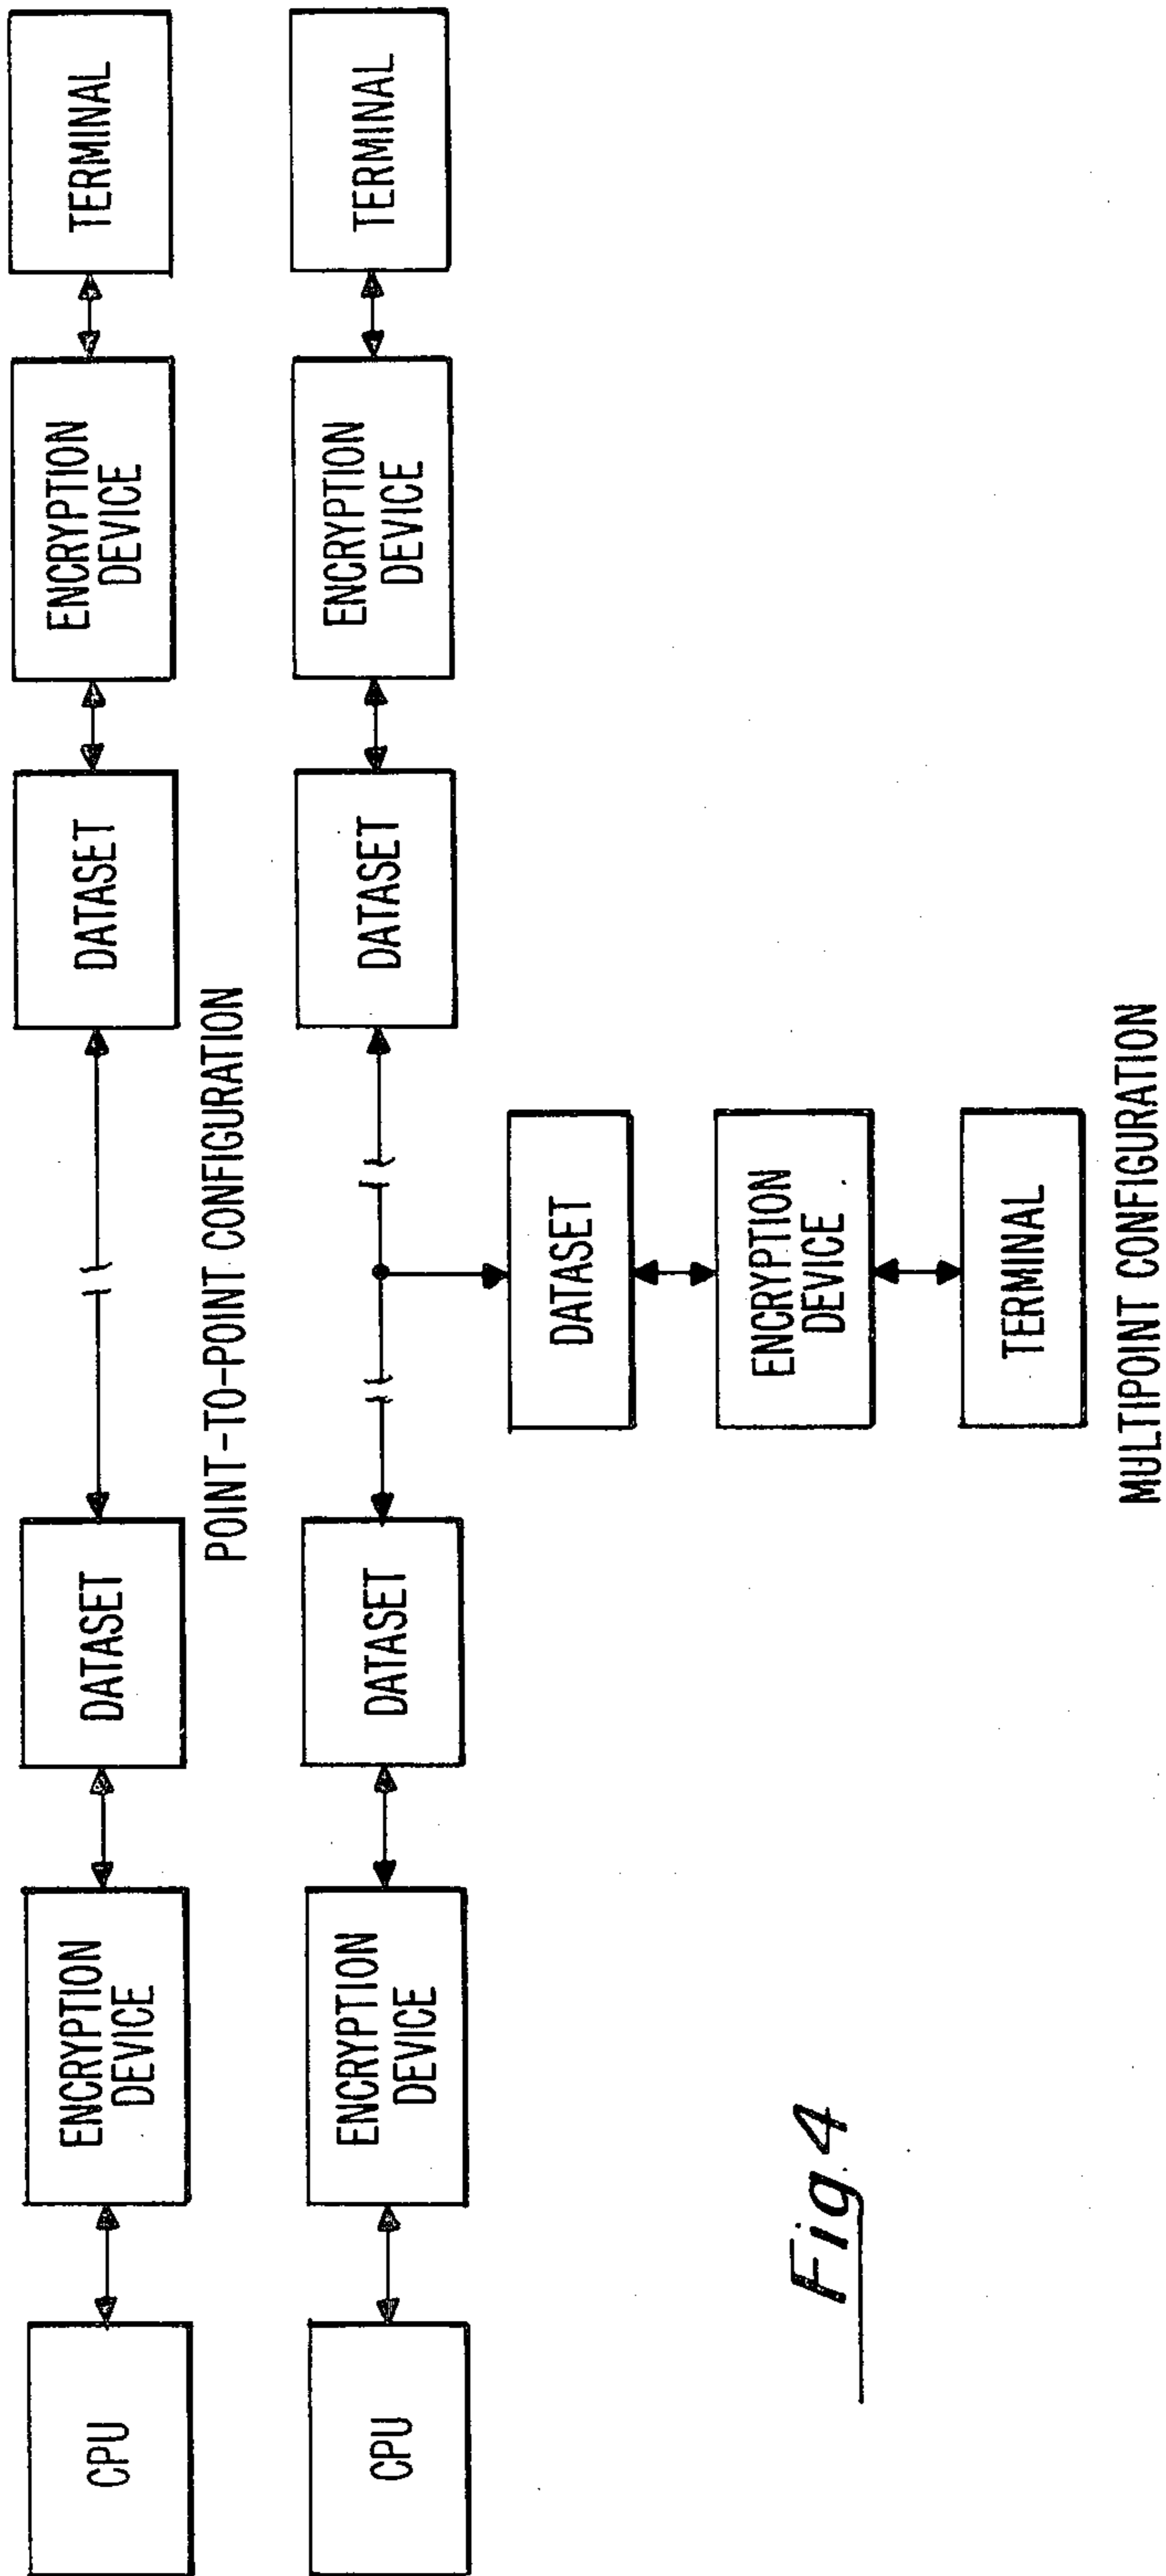 CPU
ENCRYPTION
DEVICE
DATASET
DATASET
ENCRYPTION
DEVICE
TERMINAL
POINT-TO-POINT CONFIGURATION
CPU
ENCRYPTION
DEVICE
DATASET
DATASET
ENCRYPTION
DEVICE
TERMINAL
DATASET
ENCRYPTION
DEVICE
TERMINAL
MULTIPOINT CONFIGURATION
Fig. 4